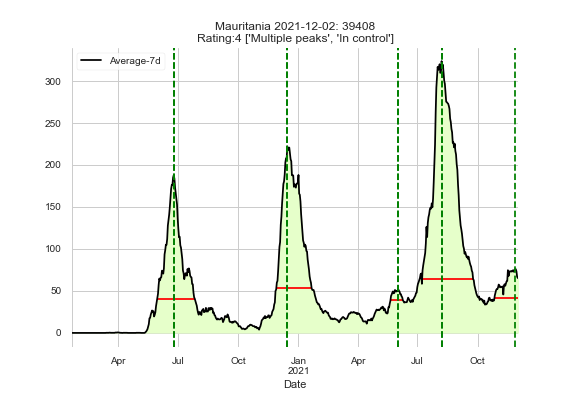 Mauritania 2021-12-02: 39408
Rating:4 ['Multiple peaks', 'In control']
Average-7d
300
250
200
150
100
50
0
Apr
Jul
Oct
Jan
2021
Apr
Jul
Oct
Date